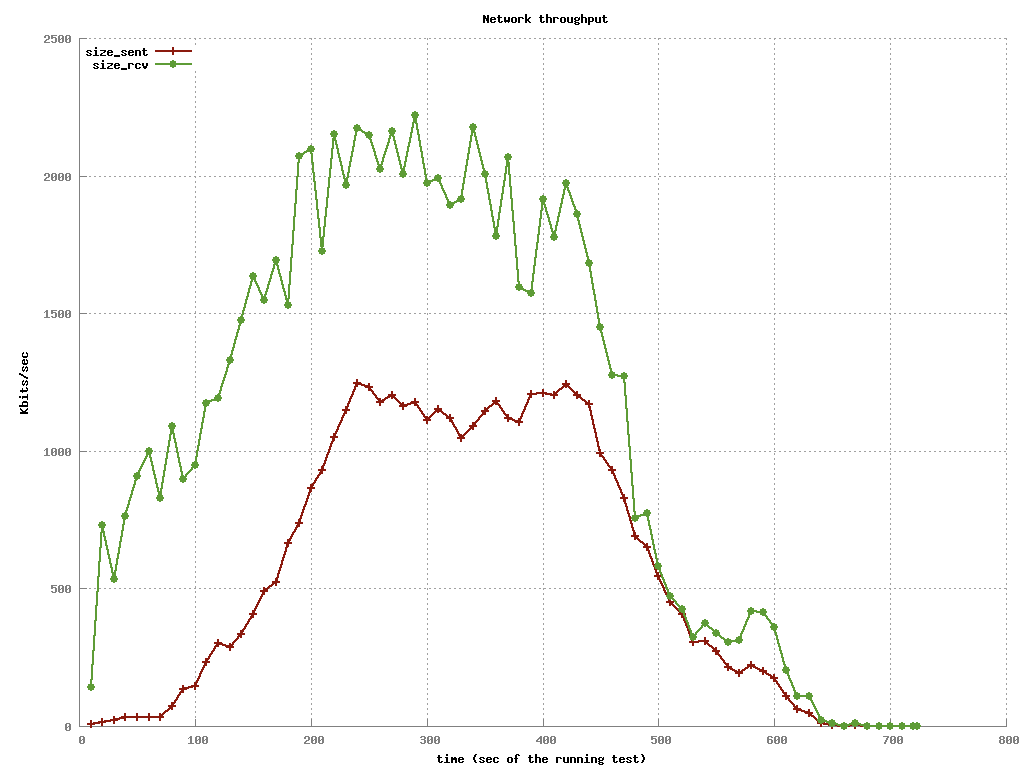 Network throughput
2500
size_sent
size_rcv
2000
1500
Kbits/sec
1000
500
0
0 100 200 300 400 500 600 700 800
time (sec of the running test)